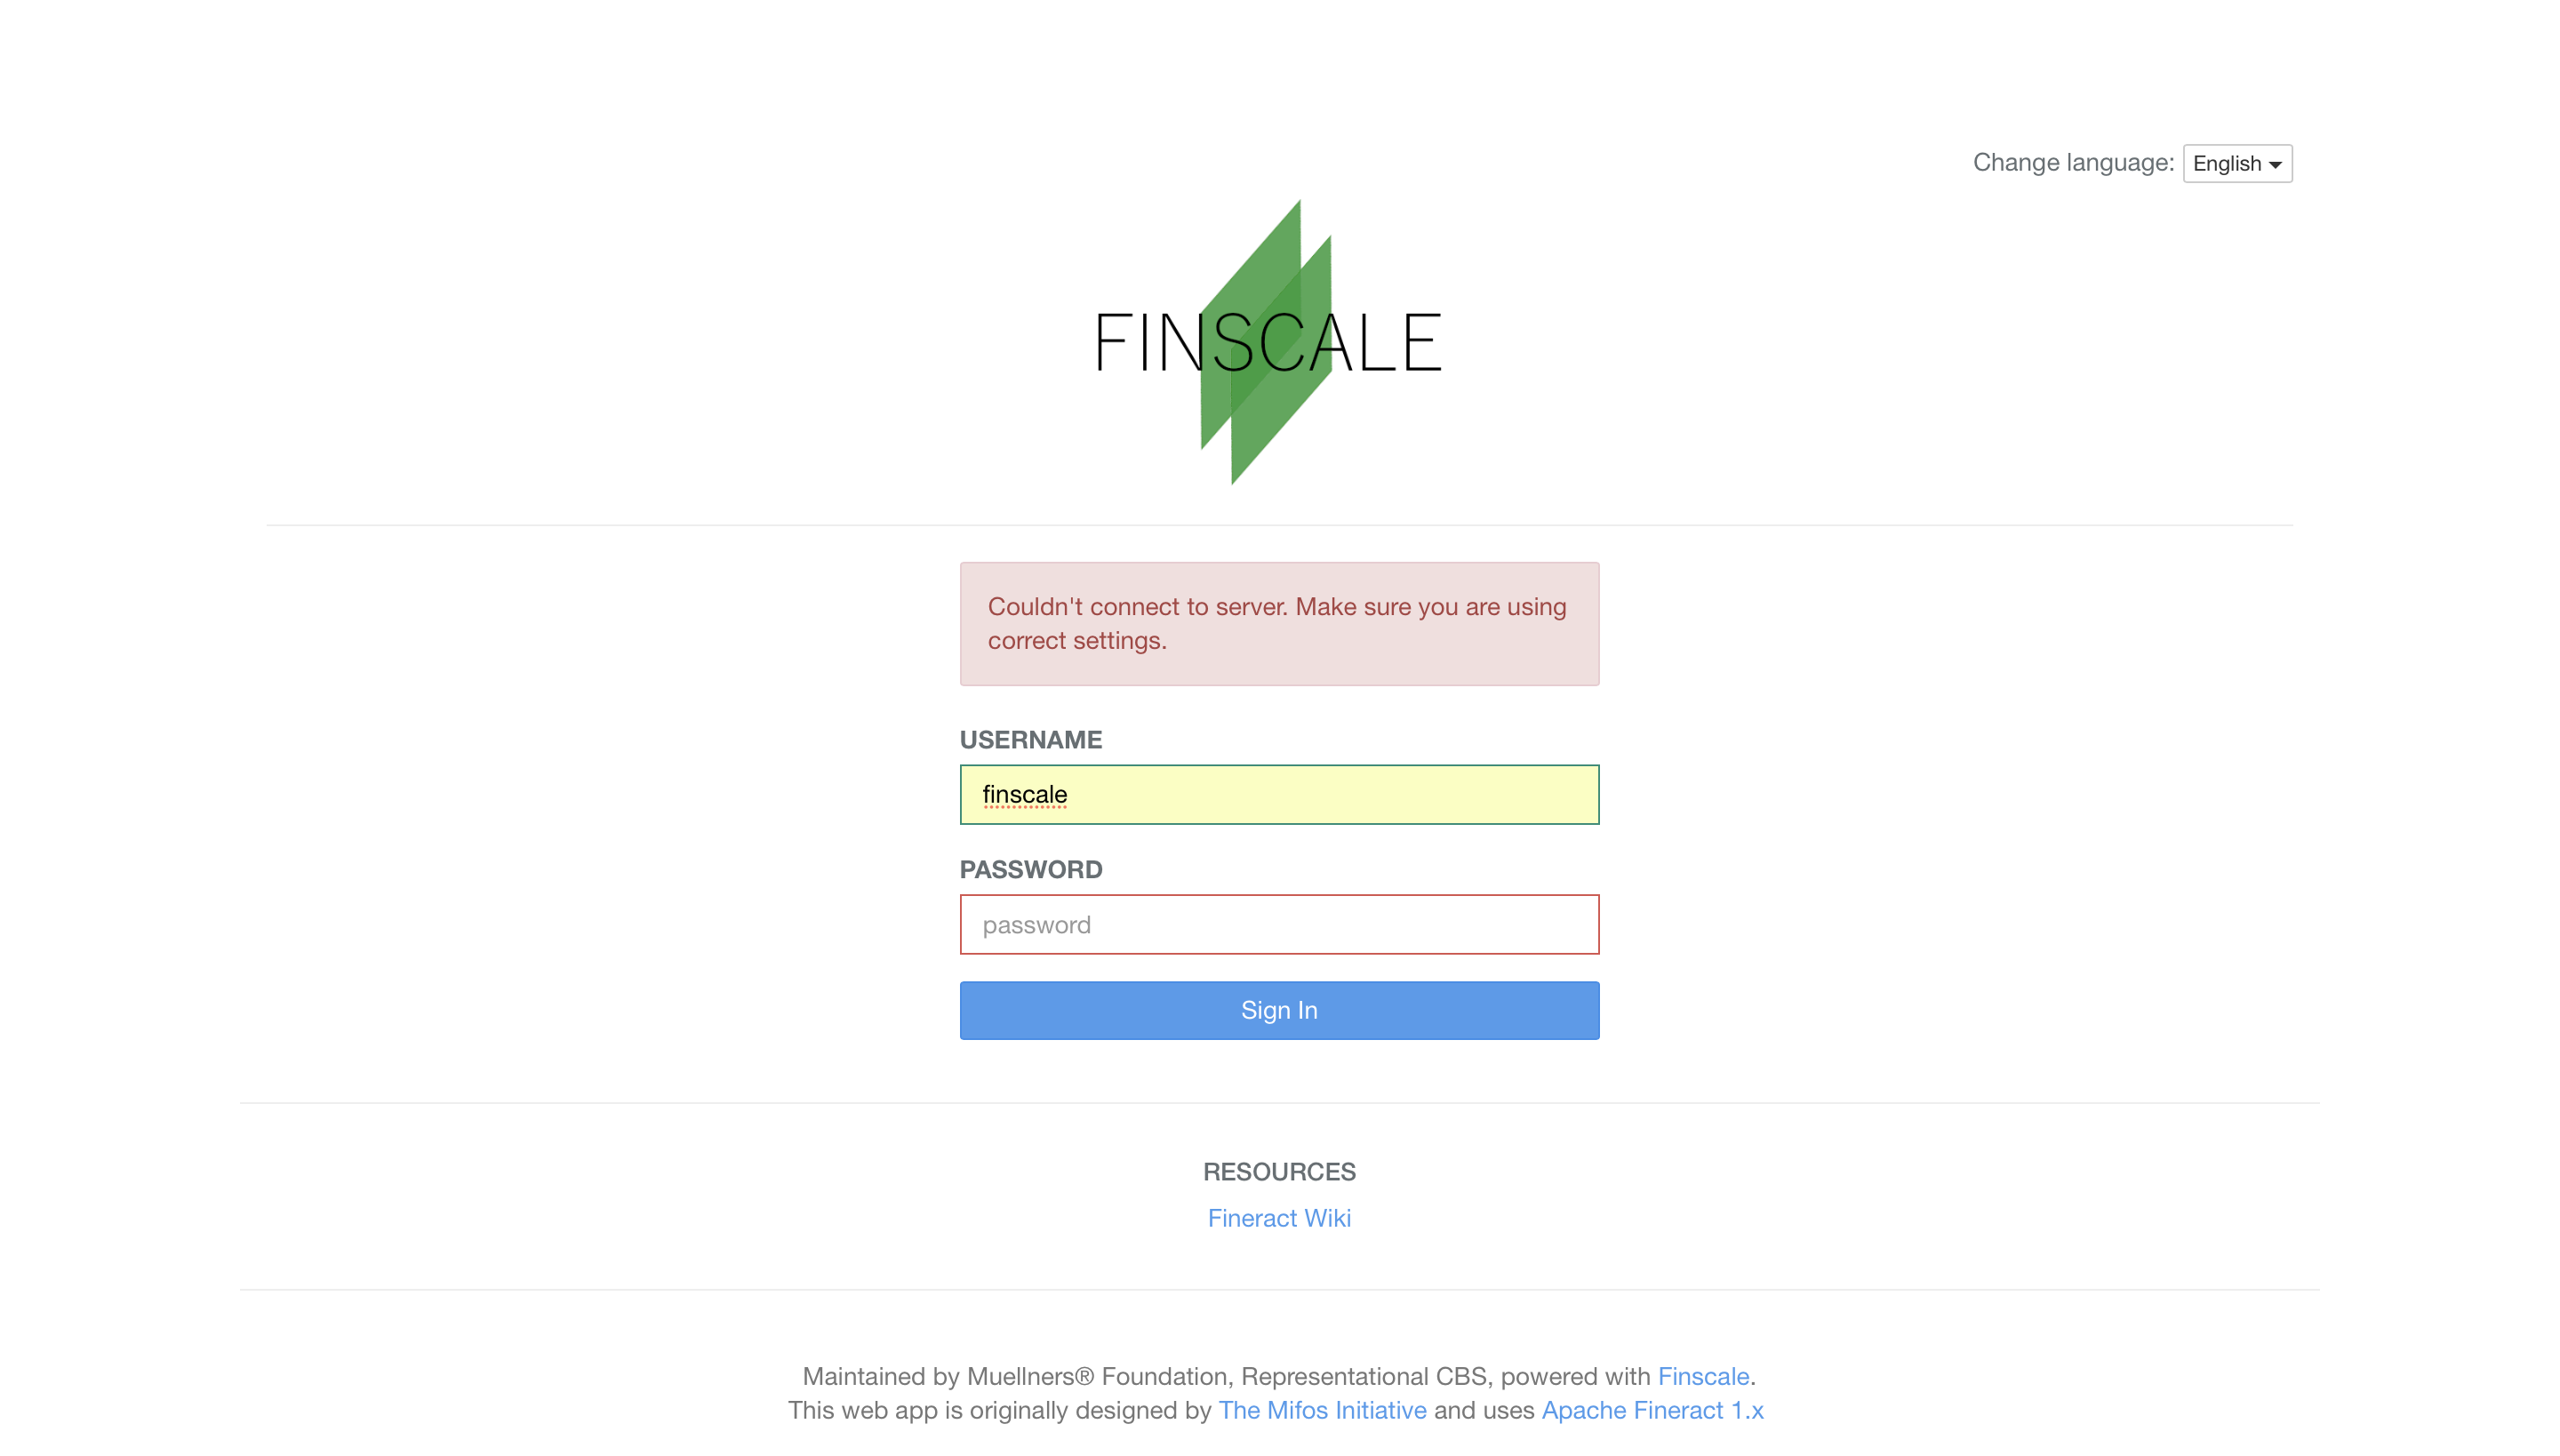 Change language: English
FINSCALE
Couldn't connect to server. Make sure you are using
correct settings.
USERNAME
finscale
PASSWORD
password
Sign In
RESOURCES
Fineract Wiki
Maintained by Muellners® Foundation, Representational CBS, powered with Finscale.
This web app is originally designed by The Mifos Initiative and uses Apache Fineract 1.x